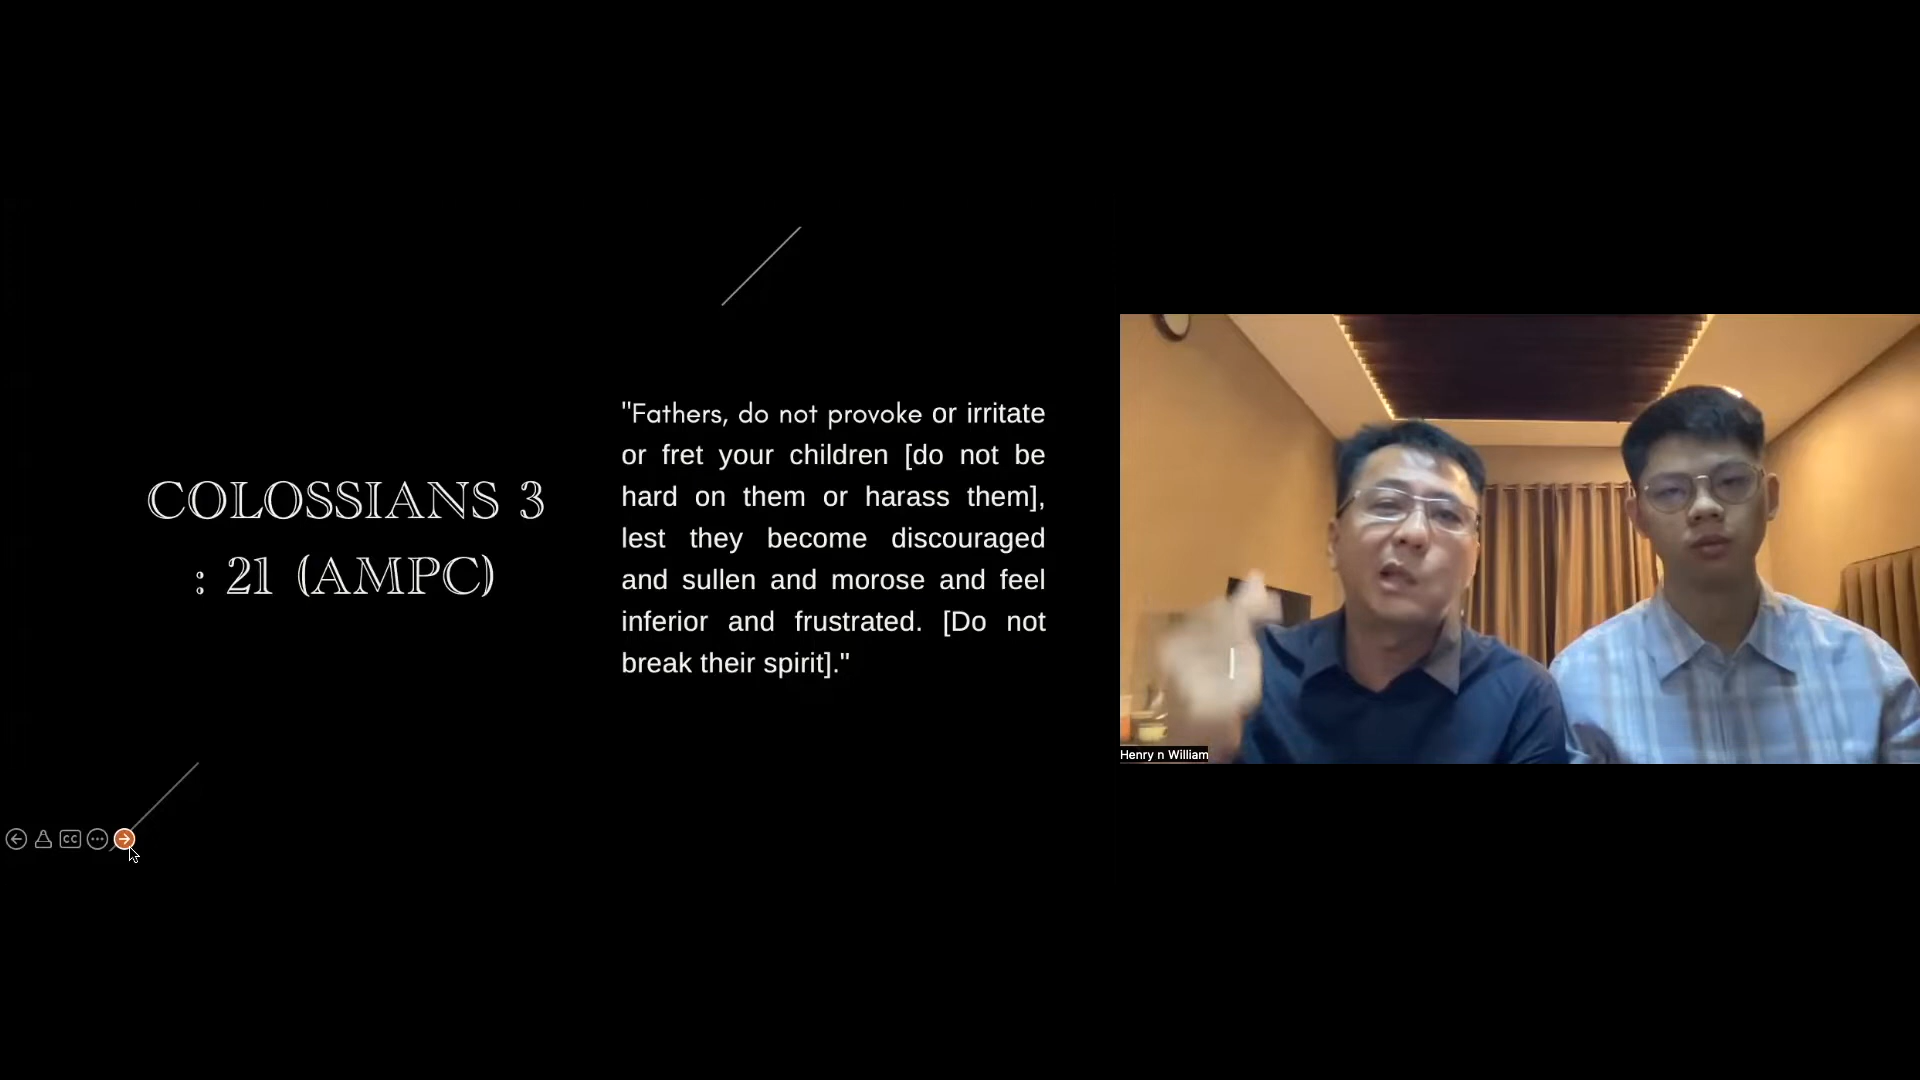 COLOSSIANS 3
: 21 (AMPC)
"Fathers, do not provoke or irritate
or fret your children [do not be
hard on them or harass them],
lest they become discouraged
and sullen and morose and feel
inferior and frustrated. [Do not
break their spirit]."
CC
Henry n William